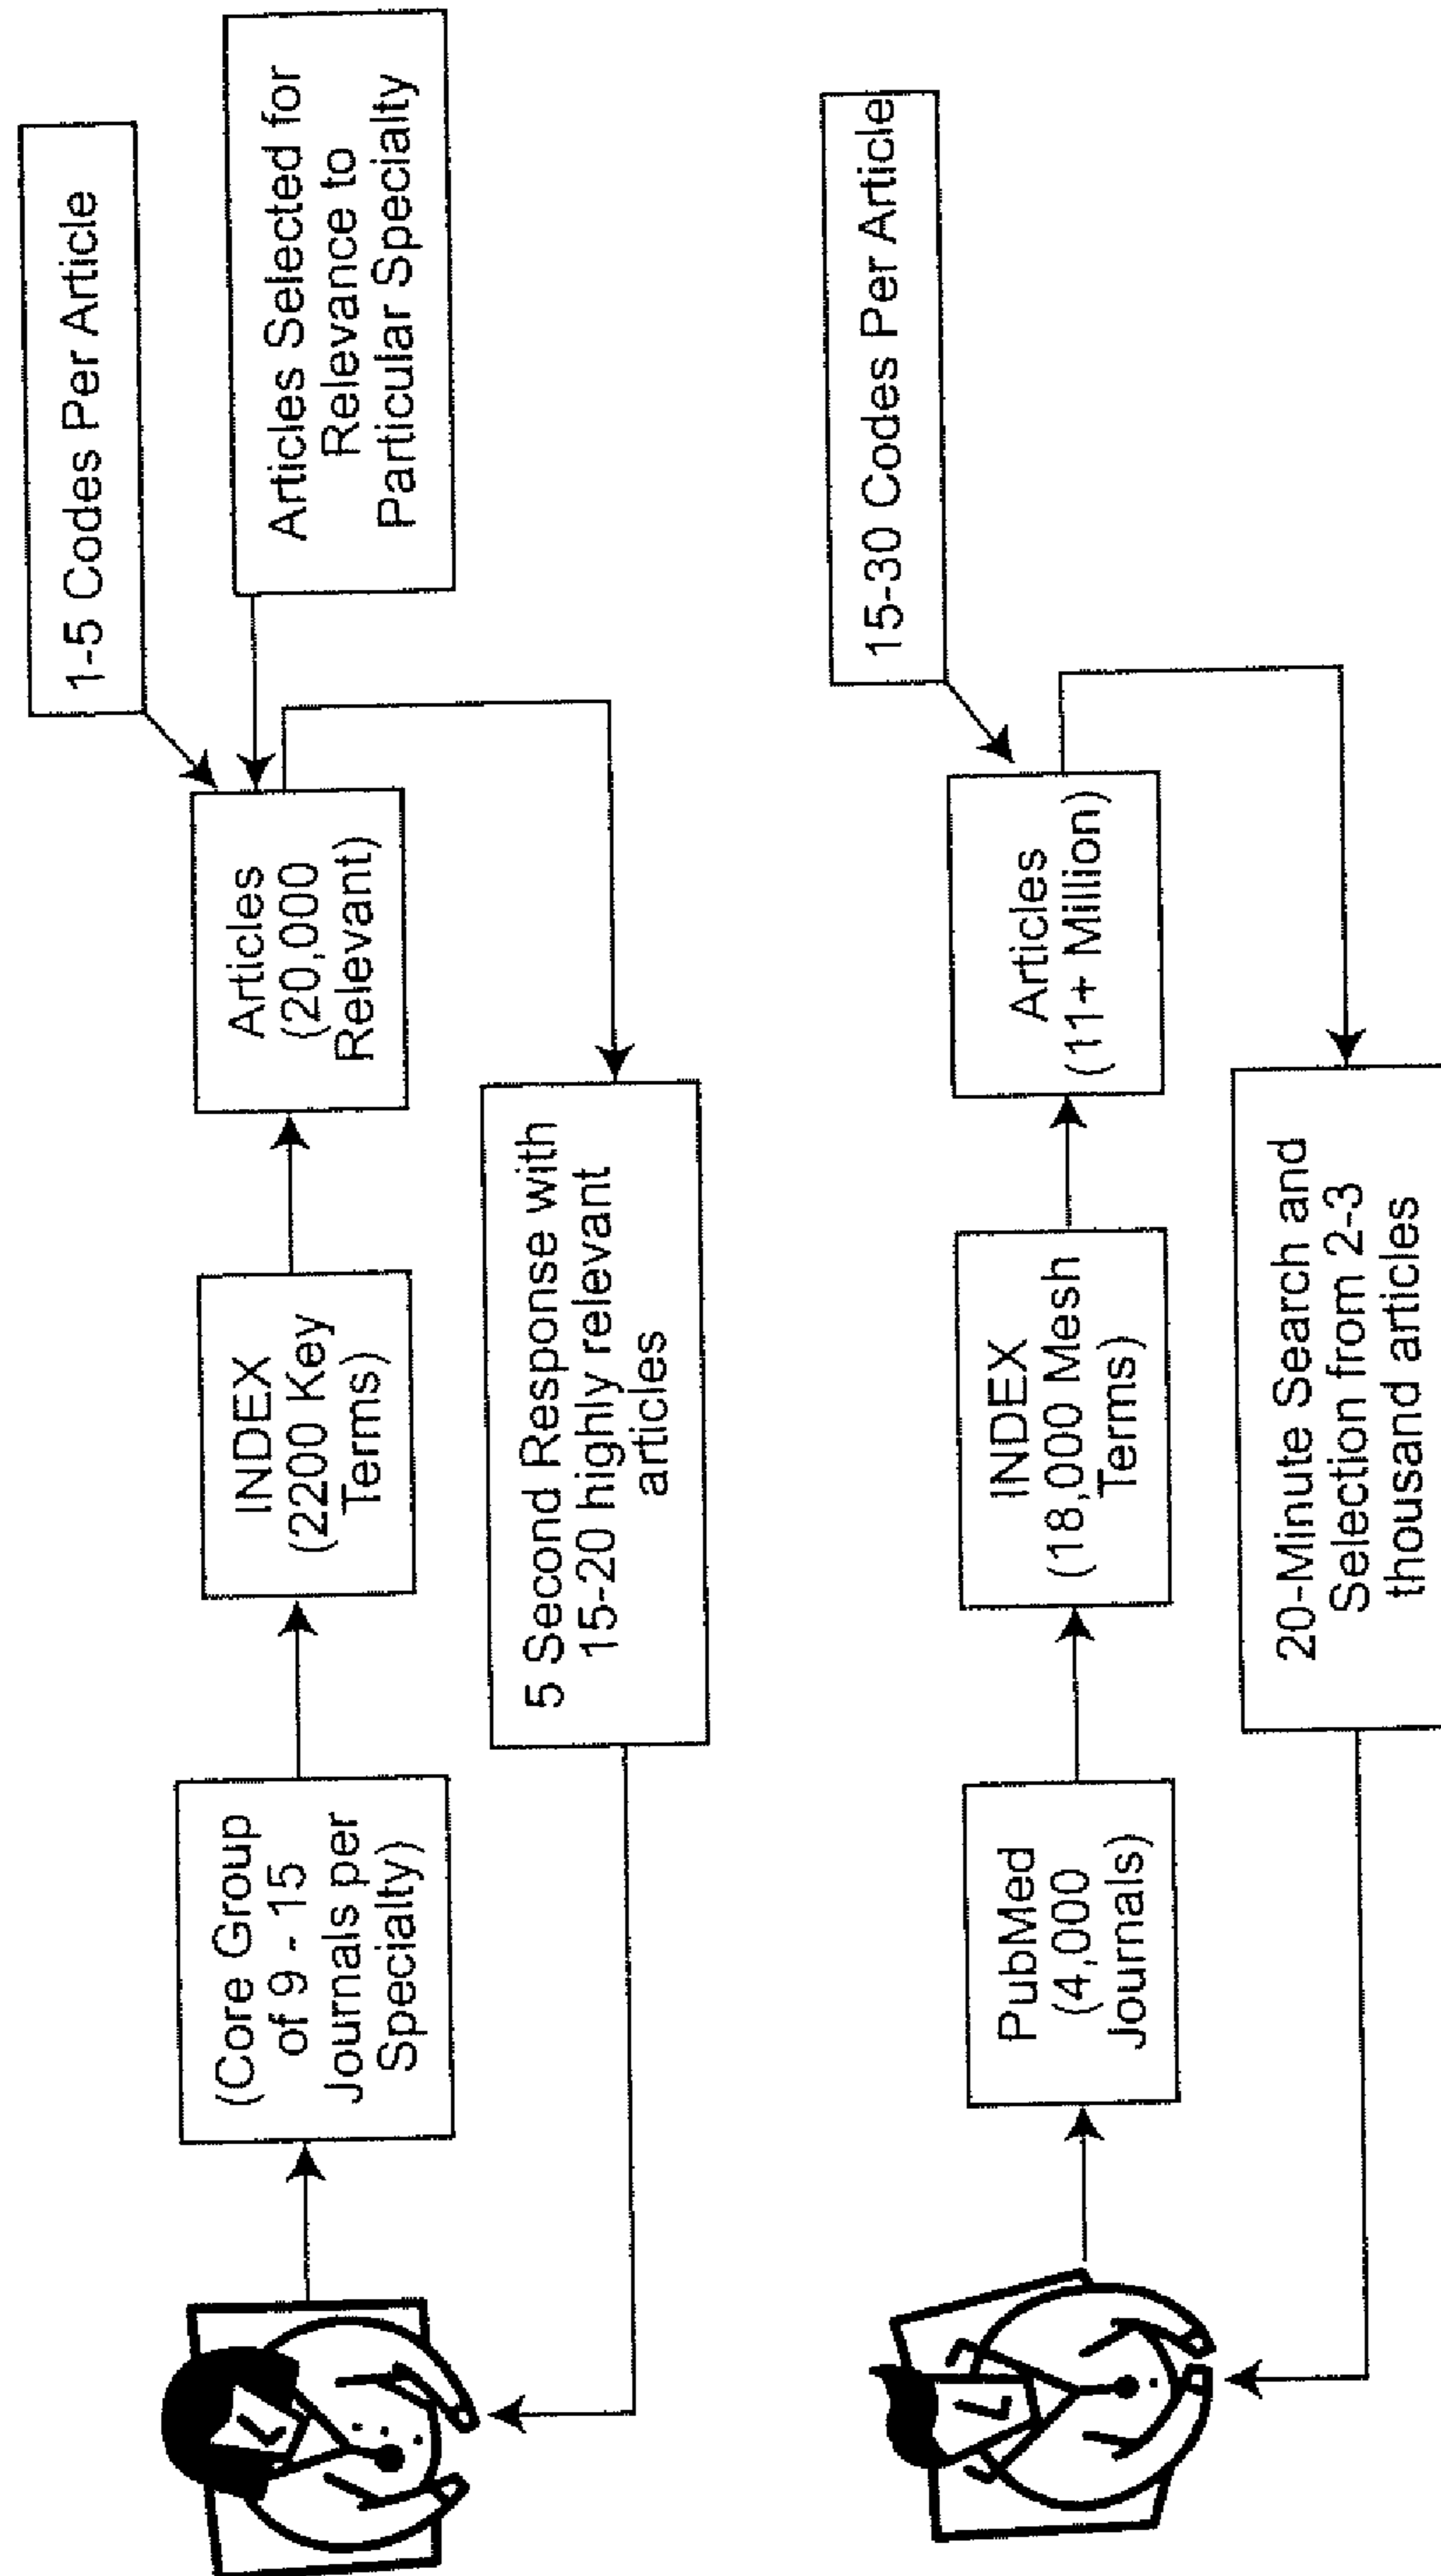 1-5 Codes Per Article
Articles Selected for
Relevance to
Particular Specialty
(Core Group
of 9 - 15
Journals per
Specialty)
INDEX
(2200 Key
Terms)
Articles
(20,000
Relevant)
5 Second Response with
15-20 highly relevant
articles
15-30 Codes Per Article
PubMed
(4,000
Journals)
INDEX
(18,000 Mesh
Terms)
Articles
(11+ Million)
20-Minute Search and
Selection from 2-3
thousand articles